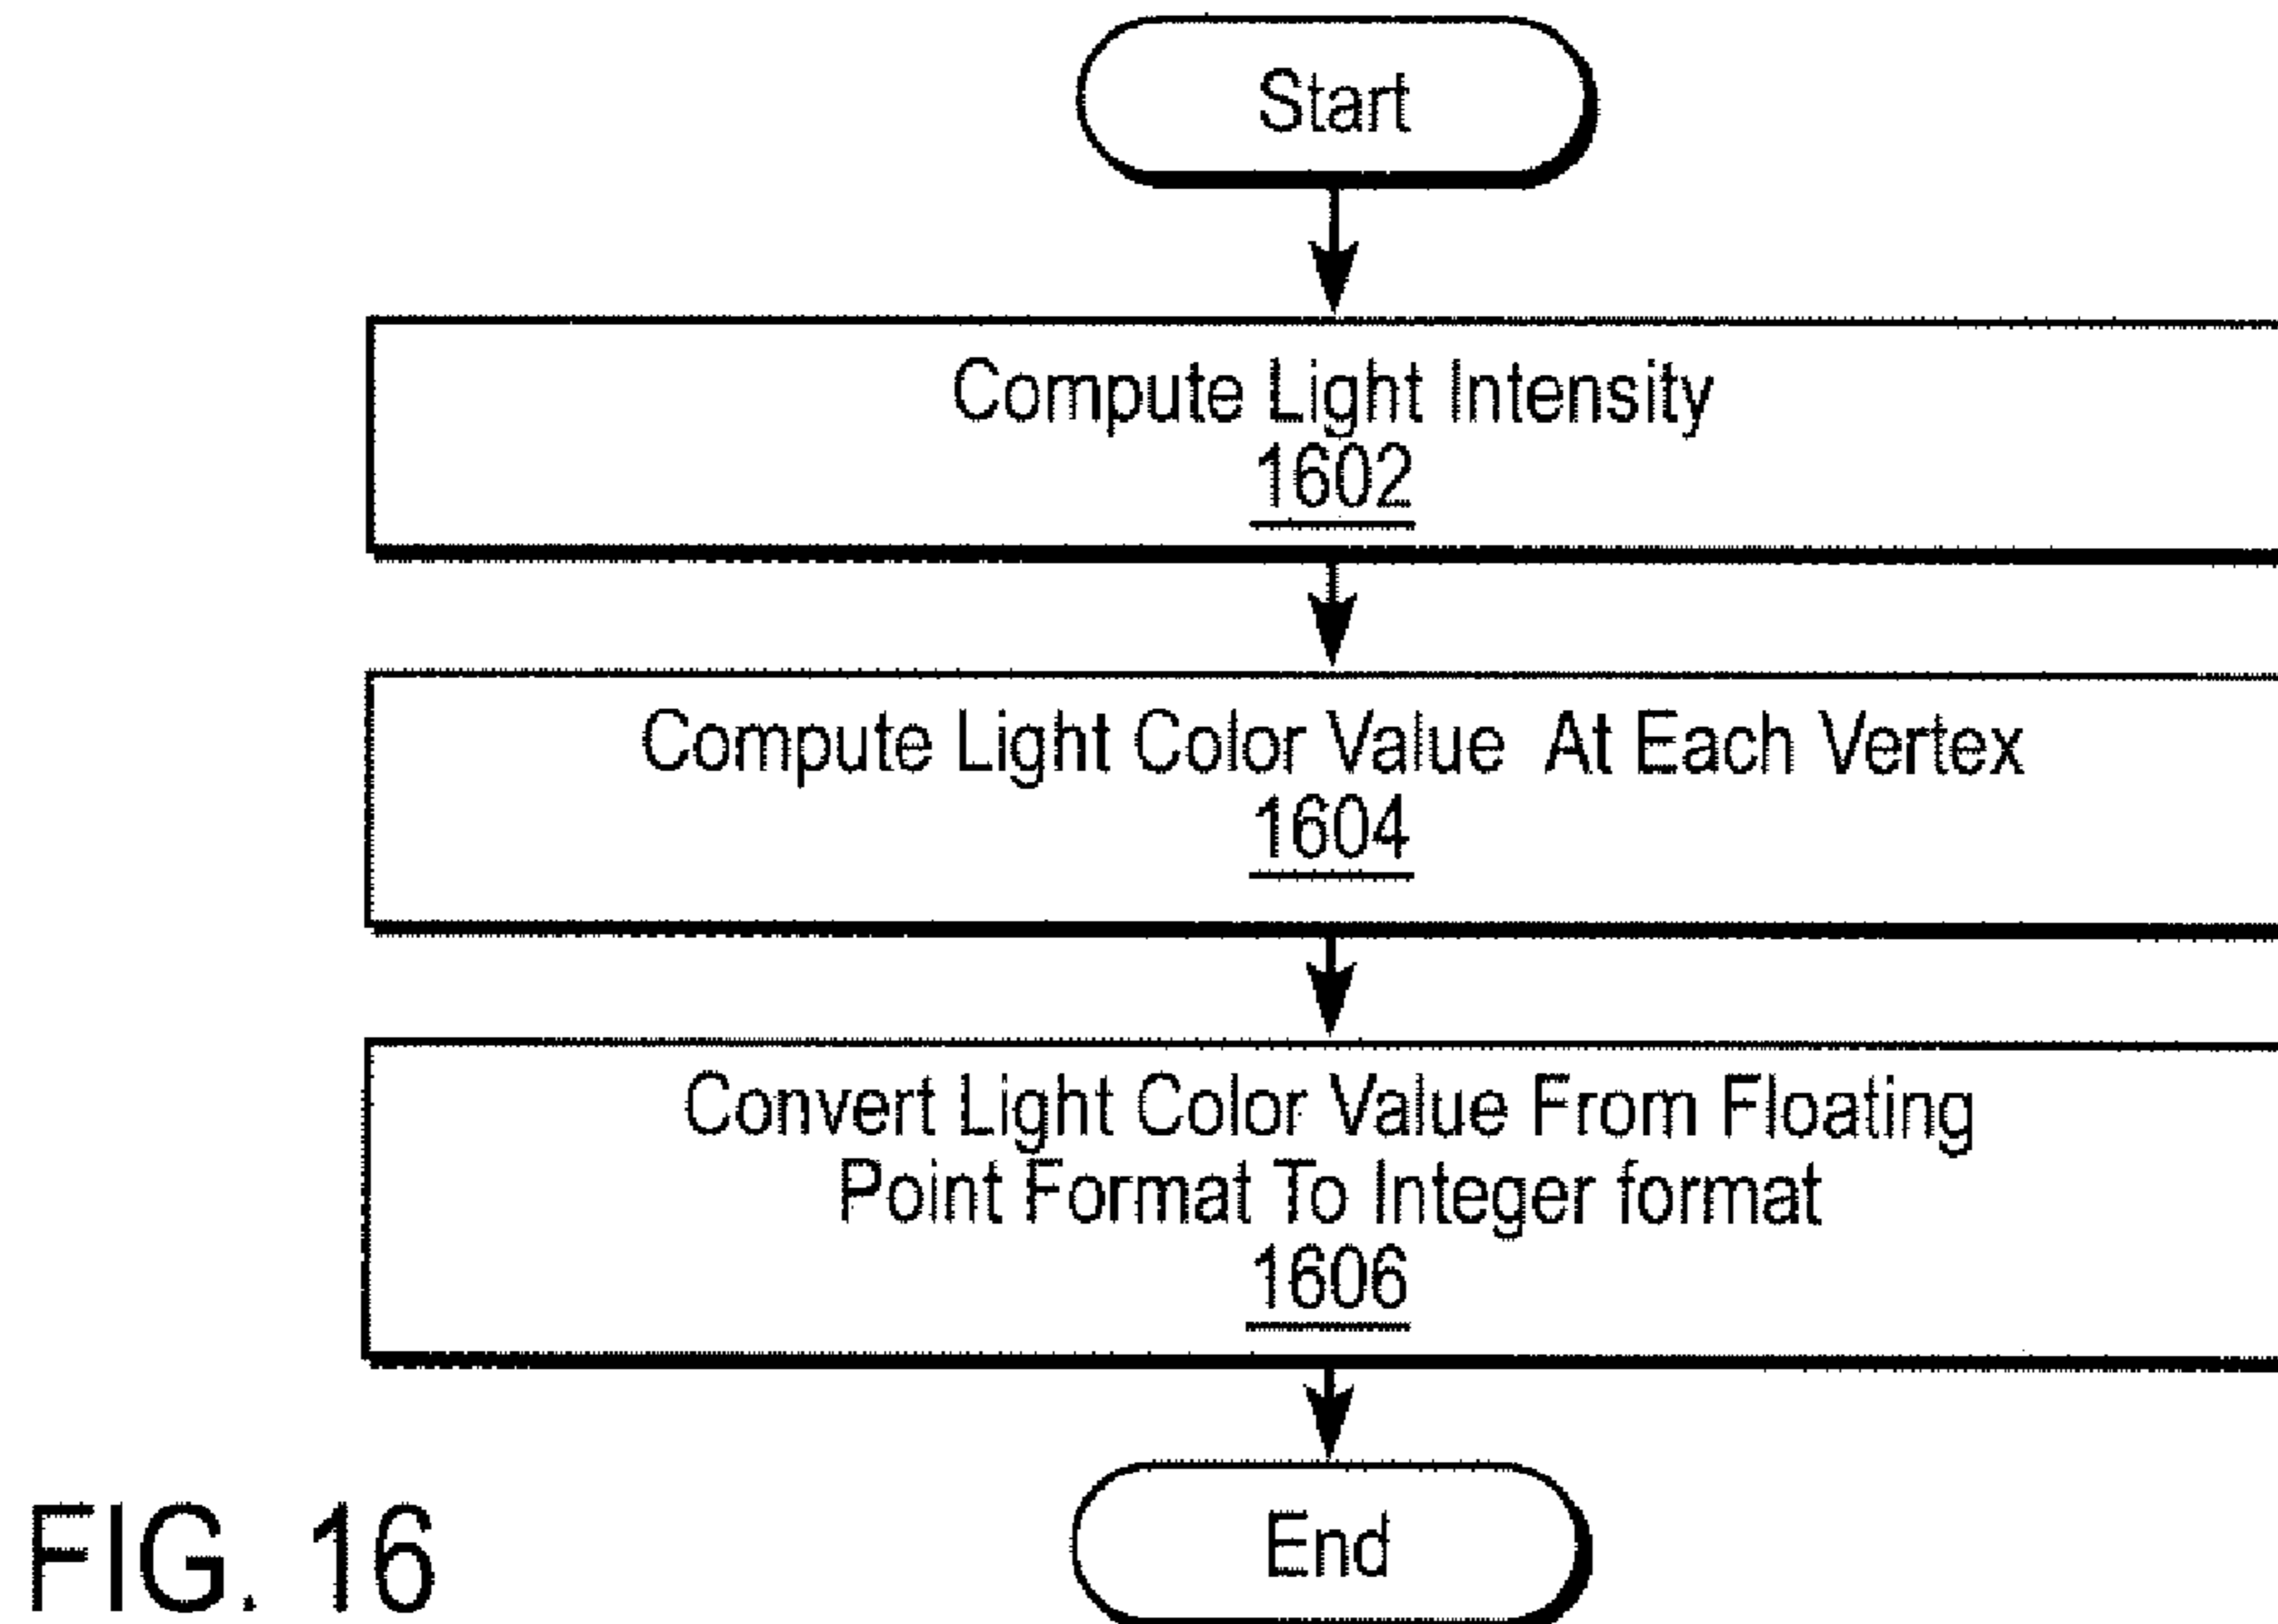 Start
Compute Light Intensity
1602
Compute Light Color Value At Each Vertex
1604
Convert Light Color Value From Floating
Point Format To Integer format
1606
End
FIG. 16